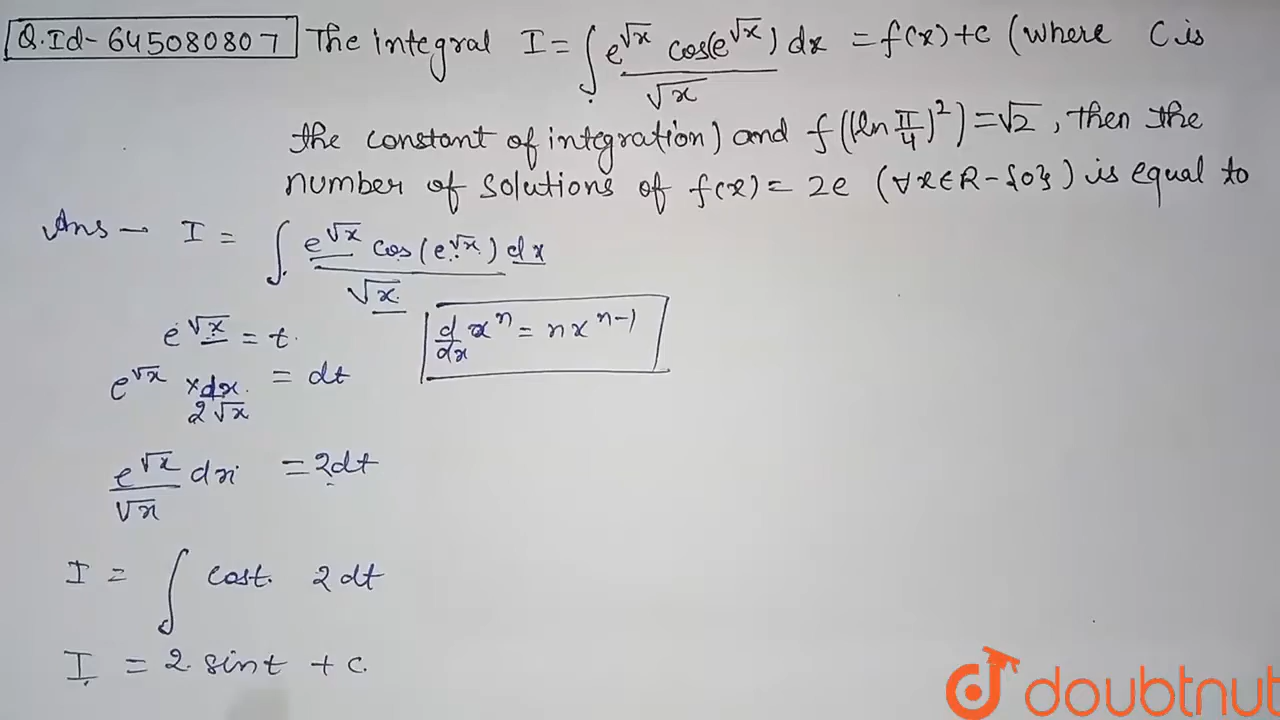 Q.Id-645080807 The integral I = ∫ e^√x cos(e^√x) dx / √x = f(x)+c (where C is
the constant of integration) and f((ln π/4)²) = √2, then the
number of solutions of f(x) = 2e (∀x∈R-{0}) is equal to
Ans - I = ∫ e^√x cos(e^√x) dx / √x
e^√x = t.
d/dx x^n = n x^(n-1)
e^√x × dx / 2√x = dt
e^√x / √x dx = 2dt
I = ∫ cost. 2dt
I = 2. sint + c.
doubtnut